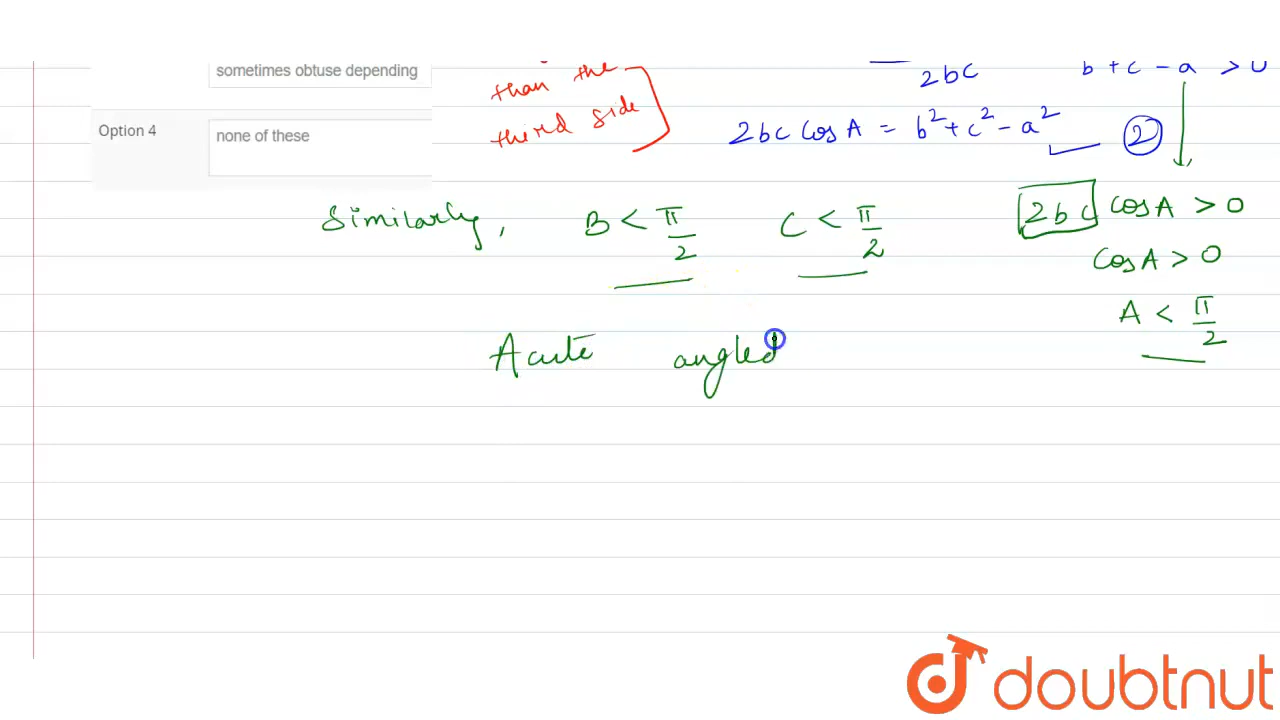 sometimes obtuse depending
Option 4
none of these
than the
third side
2bc
b + c - a > 0
2bc cos A = b² + c² - a²
2
Similarly, B < π/2 C < π/2
2bc cos A > 0
cos A > 0
A < π/2
Acute angled
doubtnut